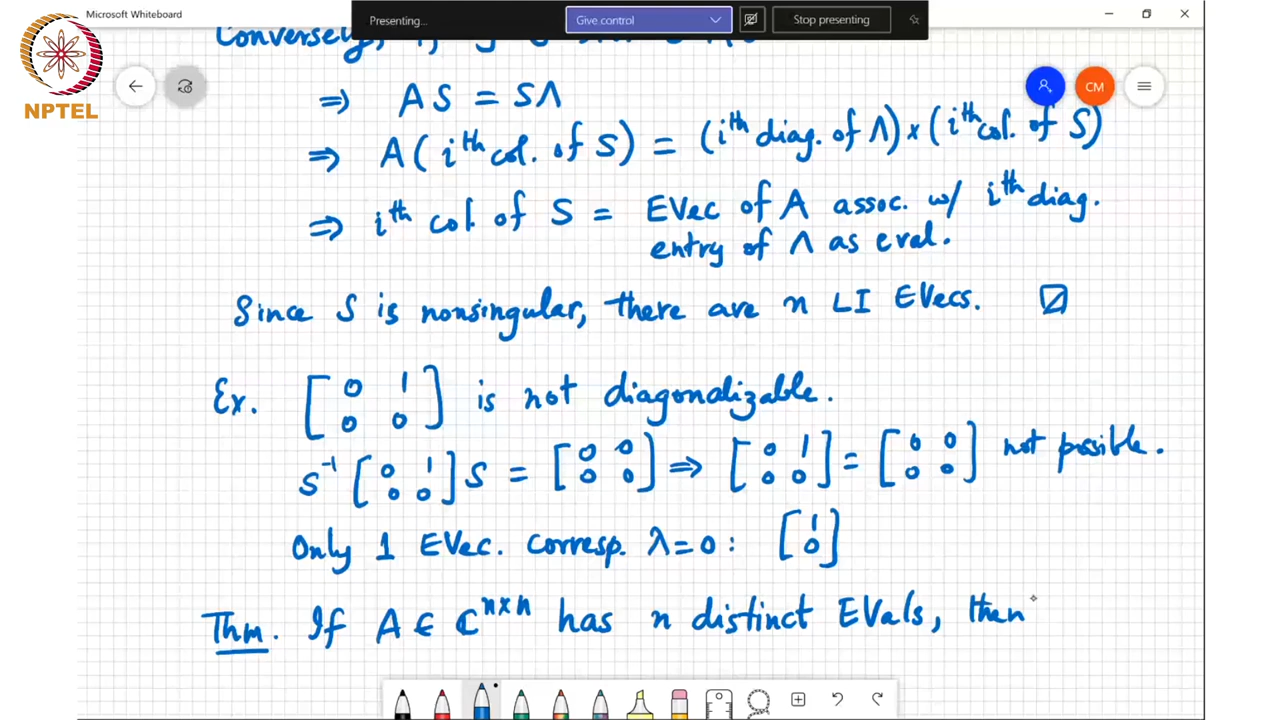 Microsoft Whiteboard
Presenting...
Give control
Stop presenting
NPTEL
CM
Conversely, if
⇒ AS = SΛ
⇒ A(ith col. of S) = (ith diag. of Λ)×(ith col. of S)
⇒ ith col. of S = EVec of A assoc. w/ ith diag.
entry of Λ as eval.
Since S is nonsingular, there are n LI EVecs.
Ex. [0 1; 0 0] is not diagonalizable.
S⁻¹ [0 1; 0 0] S = [0 0; 0 0] ⇒ [0 1; 0 0] = [0 0; 0 0] not possible.
Only 1 EVec. corresp. λ=0: [1; 0]
Thm. If A ∈ ℂⁿˣⁿ has n distinct EVals, then